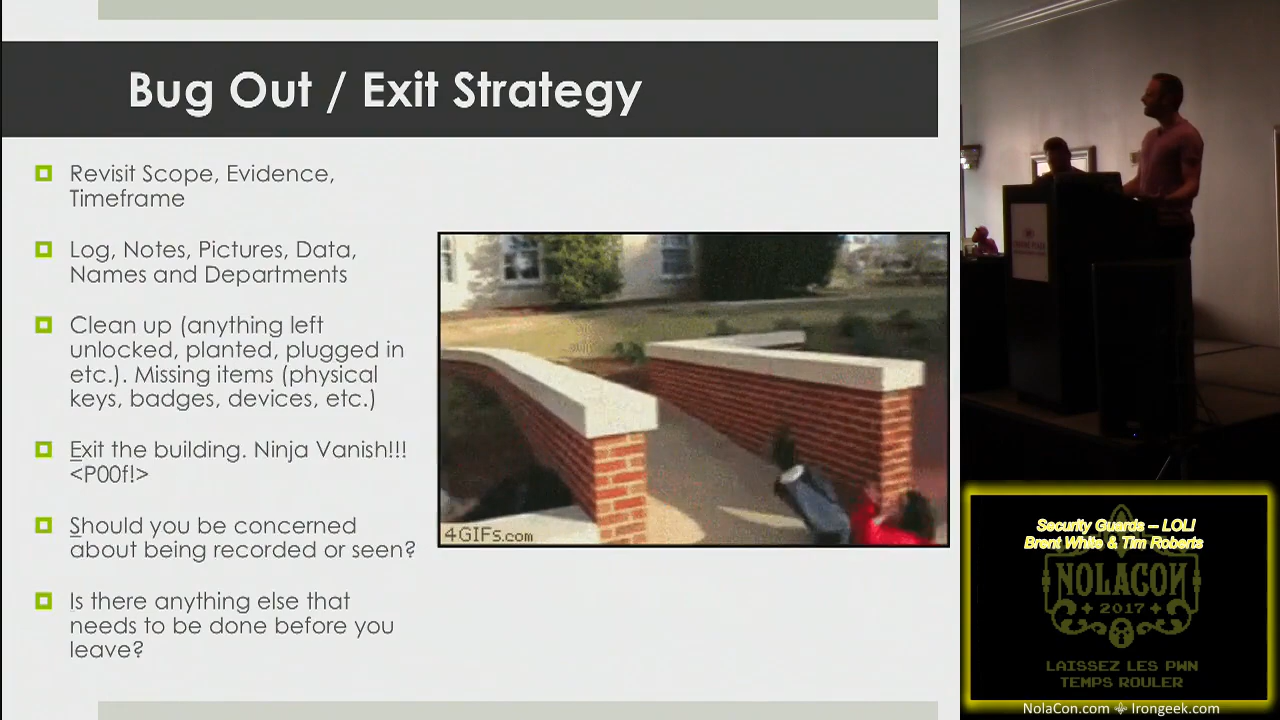 Bug Out / Exit Strategy
Revisit Scope, Evidence,
Timeframe
Log, Notes, Pictures, Data,
Names and Departments
Clean up (anything left
unlocked, planted, plugged in
etc.). Missing items (physical
keys, badges, devices, etc.)
Exit the building. Ninja Vanish!!!
<P00f!>
Should you be concerned
about being recorded or seen?
Is there anything else that
needs to be done before you
leave?
4GIFs.com
Security Guards -- LOL!
Brent White & Tim Roberts
NOLACON
2017
LAISSEZ LES PWN
TEMPS ROULER
NolaCon.com Irongeek.com